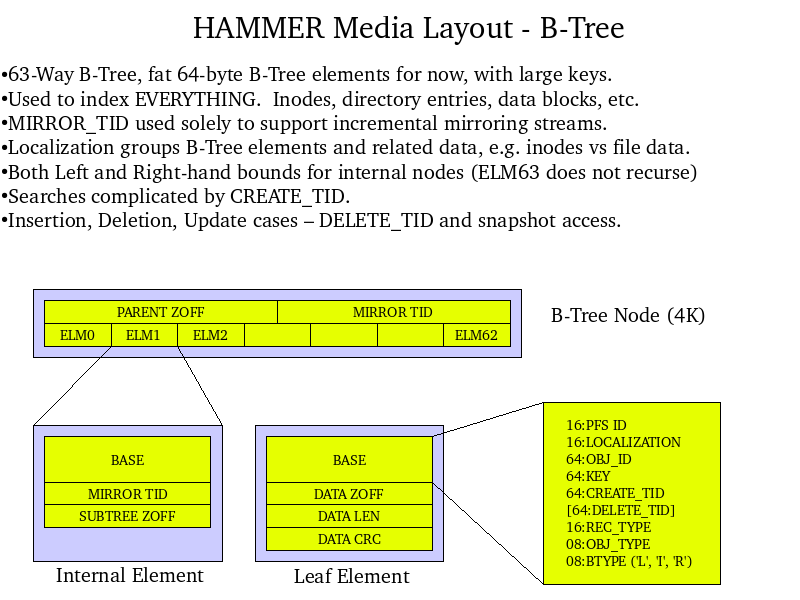 HAMMER Media Layout - B-Tree
•63-Way B-Tree, fat 64-byte B-Tree elements for now, with large keys.
•Used to index EVERYTHING.  Inodes, directory entries, data blocks, etc.
•MIRROR_TID used solely to support incremental mirroring streams.
•Localization groups B-Tree elements and related data, e.g. inodes vs file data.
•Both Left and Right-hand bounds for internal nodes (ELM63 does not recurse)
•Searches complicated by CREATE_TID.
•Insertion, Deletion, Update cases – DELETE_TID and snapshot access.
PARENT ZOFF MIRROR TID
ELM0 ELM1 ELM2 ELM62
B-Tree Node (4K)
BASE
MIRROR TID
SUBTREE ZOFF
Internal Element
BASE
DATA ZOFF
DATA LEN
DATA CRC
Leaf Element
16:PFS ID
16:LOCALIZATION
64:OBJ_ID
64:KEY
64:CREATE_TID
[64:DELETE_TID]
16:REC_TYPE
08:OBJ_TYPE
08:BTYPE ('L', 'I', 'R')